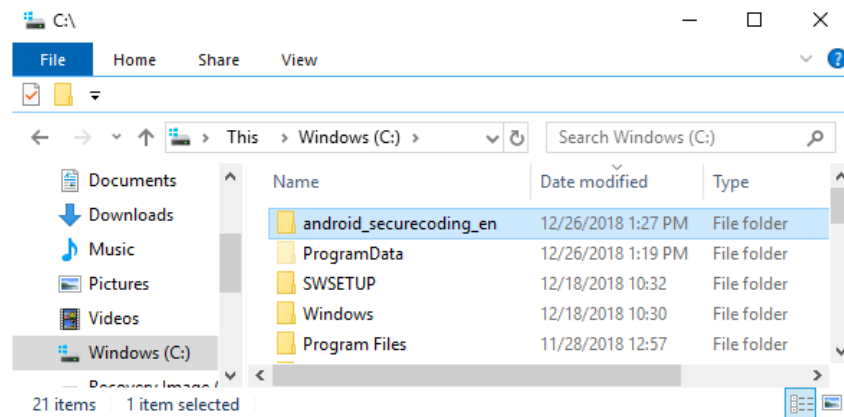 C:\
File Home Share View
This > Windows (C:) > Search Windows (C:)
Documents
Downloads
Music
Pictures
Videos
Windows (C:)
Recovery Image (
Name Date modified Type
android_securecoding_en 12/26/2018 1:27 PM File folder
ProgramData 12/26/2018 1:19 PM File folder
SWSETUP 12/18/2018 10:32 File folder
Windows 12/18/2018 10:30 File folder
Program Files 11/28/2018 12:57 File folder
21 items 1 item selected